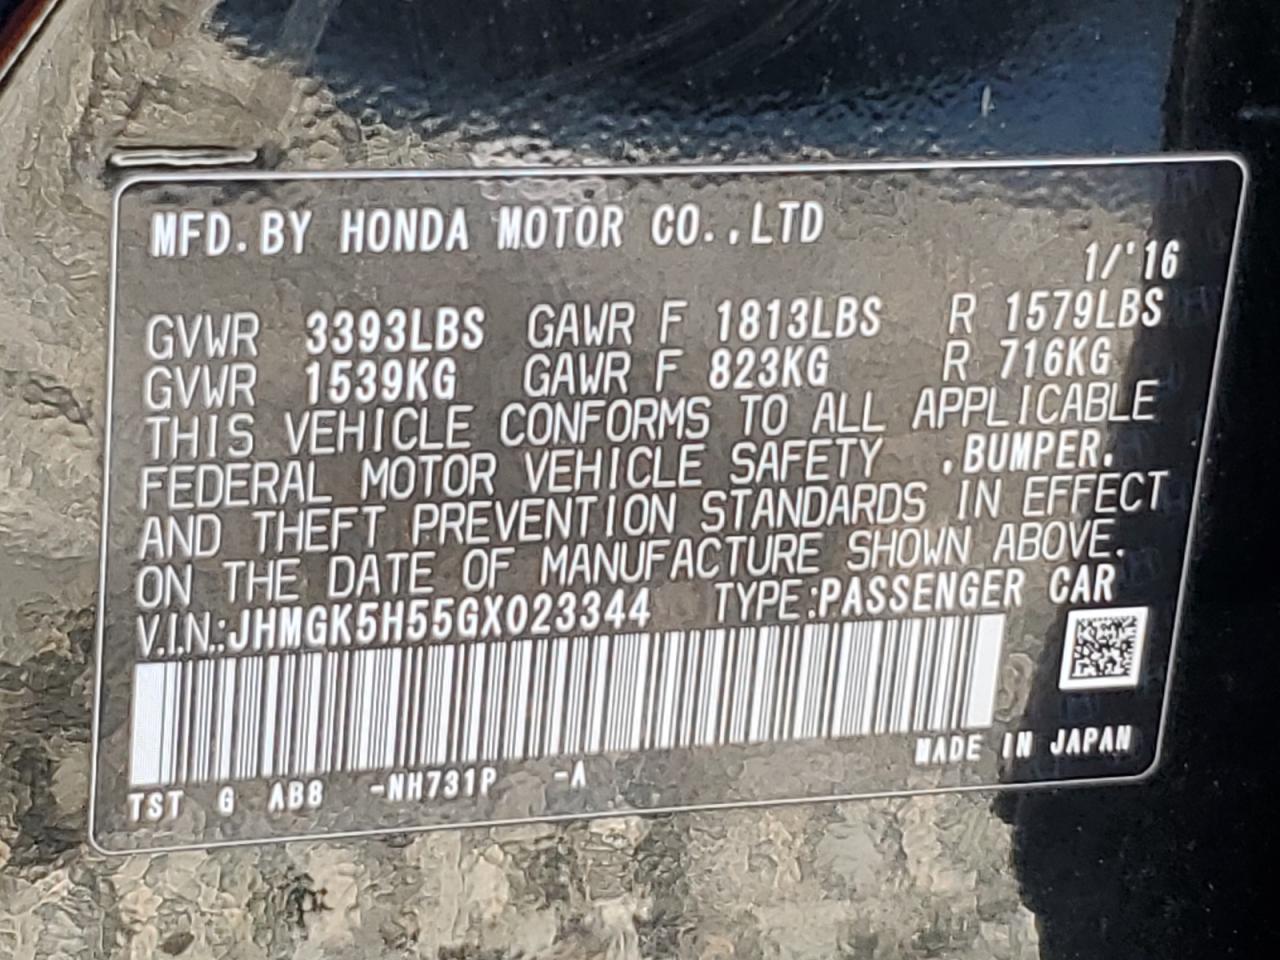 MFD. BY HONDA MOTOR CO.,LTD
1/'16
GVWR 3393LBS GAWR F 1813LBS R 1579LBS
GVWR 1539KG GAWR F 823KG R 716KG
THIS VEHICLE CONFORMS TO ALL APPLICABLE
FEDERAL MOTOR VEHICLE SAFETY ,BUMPER,
AND THEFT PREVENTION STANDARDS IN EFFECT
ON THE DATE OF MANUFACTURE SHOWN ABOVE.
V.I.N.:JHMGK5H55GX023344 TYPE:PASSENGER CAR
MADE IN JAPAN
TST G AB8 -NH731P -A